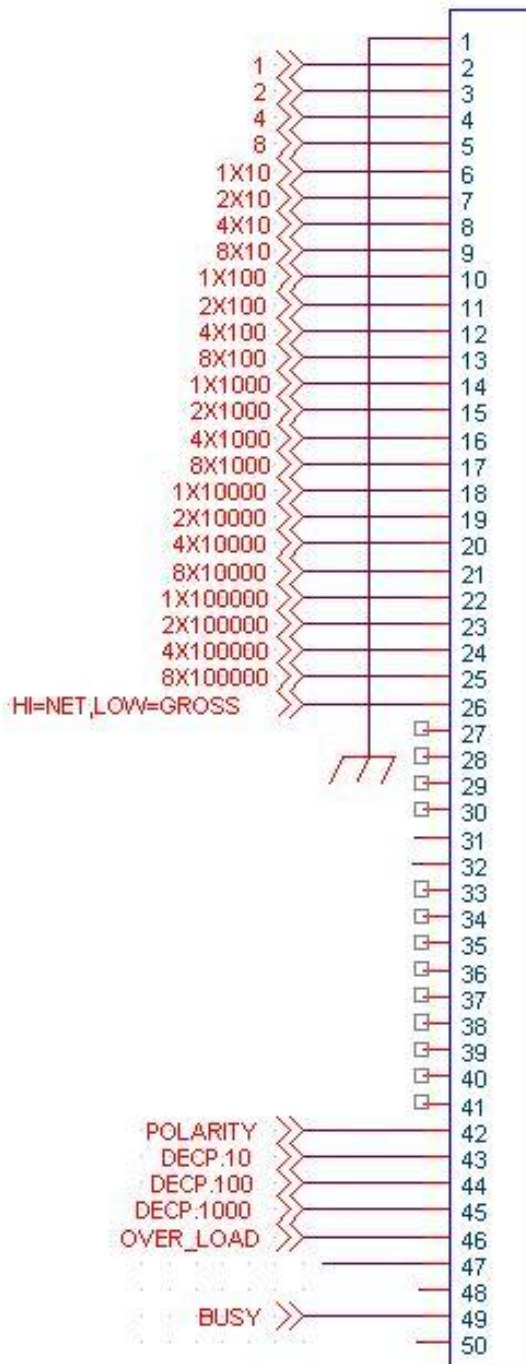 1
1 2
2 3
4 4
8 5
1X10 6
2X10 7
4X10 8
8X10 9
1X100 10
2X100 11
4X100 12
8X100 13
1X1000 14
2X1000 15
4X1000 16
8X1000 17
1X10000 18
2X10000 19
4X10000 20
8X10000 21
1X100000 22
2X100000 23
4X100000 24
8X100000 25
HI=NET,LOW=GROSS 26
27
28
29
30
31
32
33
34
35
36
37
38
39
40
41
POLARITY 42
DECP.10 43
DECP.100 44
DECP.1000 45
OVER_LOAD 46
47
48
BUSY 49
50